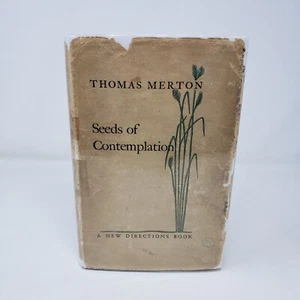 THOMAS MERTON
Seeds of
Contemplation
A NEW DIRECTIONS BOOK